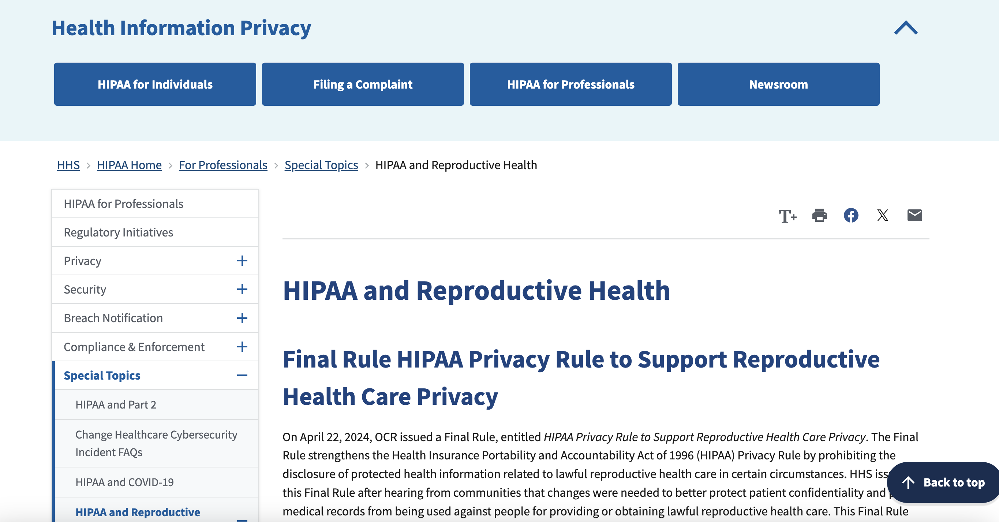 Health Information Privacy
HIPAA for Individuals
Filing a Complaint
HIPAA for Professionals
Newsroom
HHS > HIPAA Home > For Professionals > Special Topics > HIPAA and Reproductive Health
HIPAA for Professionals
Regulatory Initiatives
Privacy
Security
Breach Notification
Compliance & Enforcement
Special Topics
HIPAA and Part 2
Change Healthcare Cybersecurity
Incident FAQs
HIPAA and COVID-19
HIPAA and Reproductive
T+
HIPAA and Reproductive Health
Final Rule HIPAA Privacy Rule to Support Reproductive
Health Care Privacy
On April 22, 2024, OCR issued a Final Rule, entitled HIPAA Privacy Rule to Support Reproductive Health Care Privacy. The Final
Rule strengthens the Health Insurance Portability and Accountability Act of 1996 (HIPAA) Privacy Rule by prohibiting the
disclosure of protected health information related to lawful reproductive health care in certain circumstances. HHS
this Final Rule after hearing from communities that changes were needed to better protect patient confidentiality and
medical records from being used against people for providing or obtaining lawful reproductive health care. This Final Rule
Back to top